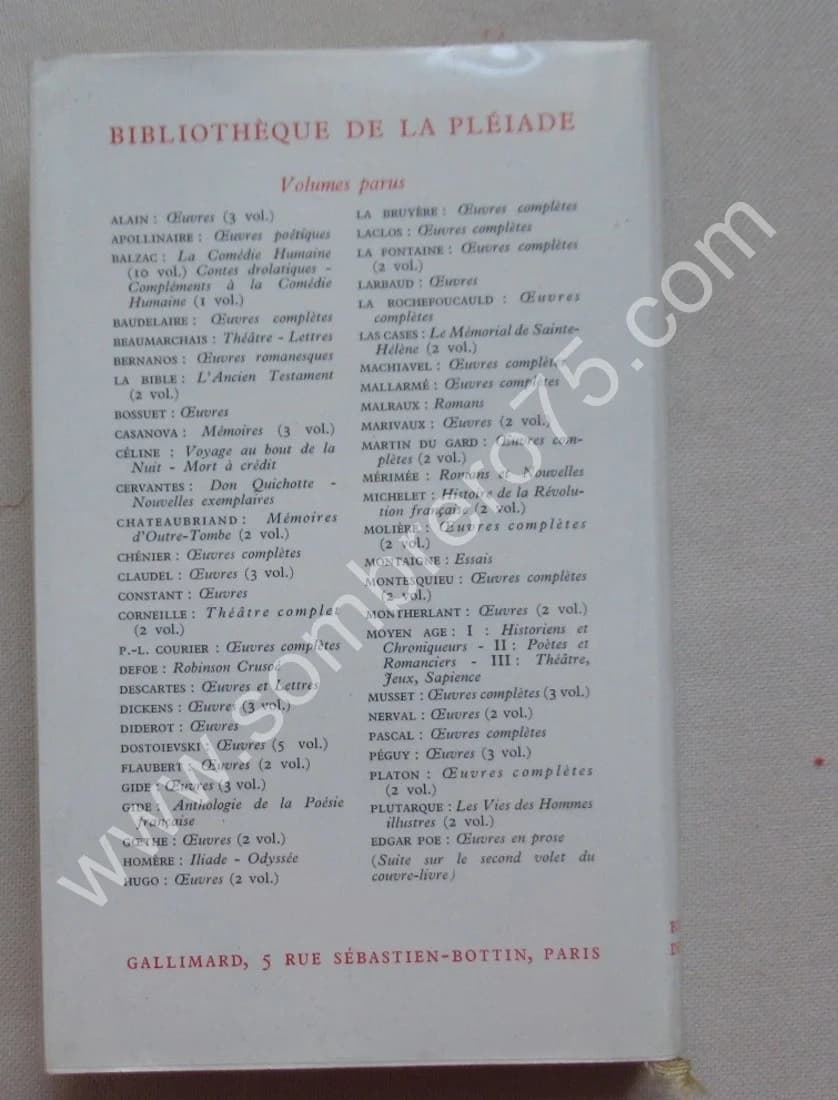 BIBLIOTHÈQUE DE LA PLÉIADE
Volumes parus
ALAIN : Œuvres (3 vol.)
APOLLINAIRE : Œuvres poétiques
BALZAC : La Comédie Humaine
(10 vol.) Contes drolatiques -
Compléments à la Comédie
Humaine (1 vol.)
BAUDELAIRE : Œuvres complètes
BEAUMARCHAIS : Théâtre - Lettres
BERNANOS : Œuvres romanesques
LA BIBLE : L'Ancien Testament
(2 vol.)
BOSSUET : Œuvres
CASANOVA : Mémoires (3 vol.)
CÉLINE : Voyage au bout de la
Nuit - Mort à crédit
CERVANTES : Don Quichotte -
Nouvelles exemplaires
CHATEAUBRIAND : Mémoires
d'Outre-Tombe (2 vol.)
CHÉNIER : Œuvres complètes
CLAUDEL : Œuvres (3 vol.)
CONSTANT : Œuvres
CORNEILLE : Théâtre complet
(2 vol.)
P.-L. COURIER : Œuvres complètes
DEFOE : Robinson Crusoé
DESCARTES : Œuvres et Lettres
DICKENS : Œuvres (3 vol.)
DIDEROT : Œuvres
DOSTOIEVSKI : Œuvres (5 vol.)
FLAUBERT : Œuvres (2 vol.)
GIDE : Œuvres (3 vol.)
GIDE : Anthologie de la Poésie
française
GŒTHE : Œuvres (2 vol.)
HOMÈRE : Iliade - Odyssée
HUGO : Œuvres (2 vol.)
LA BRUYÈRE : Œuvres complètes
LACLOS : Œuvres complètes
LA FONTAINE : Œuvres complètes
(2 vol.)
LARBAUD : Œuvres
LA ROCHEFOUCAULD : Œuvres
complètes
LAS CASES : Le Mémorial de Sainte-
Hélène (2 vol.)
MACHIAVEL : Œuvres complètes
MALLARMÉ : Œuvres complètes
MALRAUX : Romans
MARIVAUX : Œuvres (2 vol.)
MARTIN DU GARD : Œuvres com-
plètes (2 vol.)
MÉRIMÉE : Romans et Nouvelles
MICHELET : Histoire de la Révolu-
tion française (2 vol.)
MOLIÈRE : Œuvres complètes
(2 vol.)
MONTAIGNE : Essais
MONTESQUIEU : Œuvres complètes
(2 vol.)
MONTHERLANT : Œuvres (2 vol.)
MOYEN AGE : I : Historiens et
Chroniqueurs - II : Poètes et
Romanciers - III : Théâtre,
Jeux, Sapience
MUSSET : Œuvres complètes (3 vol.)
NERVAL : Œuvres (2 vol.)
PASCAL : Œuvres complètes
PÉGUY : Œuvres (3 vol.)
PLATON : Œuvres complètes
(2 vol.)
PLUTARQUE : Les Vies des Hommes
illustres (2 vol.)
EDGAR POE : Œuvres en prose
(Suite sur le second volet du
couvre-livre)
GALLIMARD, 5 RUE SÉBASTIEN-BOTTIN, PARIS
www.sombrero75.com